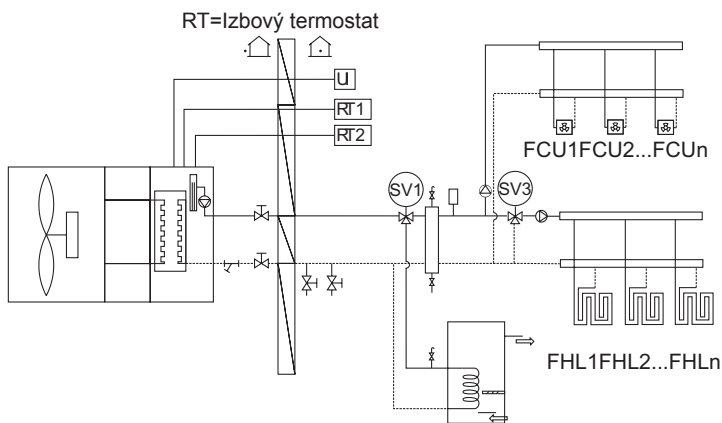 RT=Izbový termostat
u
RT1
RT2
FCU1FCU2...FCUn
SV1
SV3
FHL1FHL2...FHLn